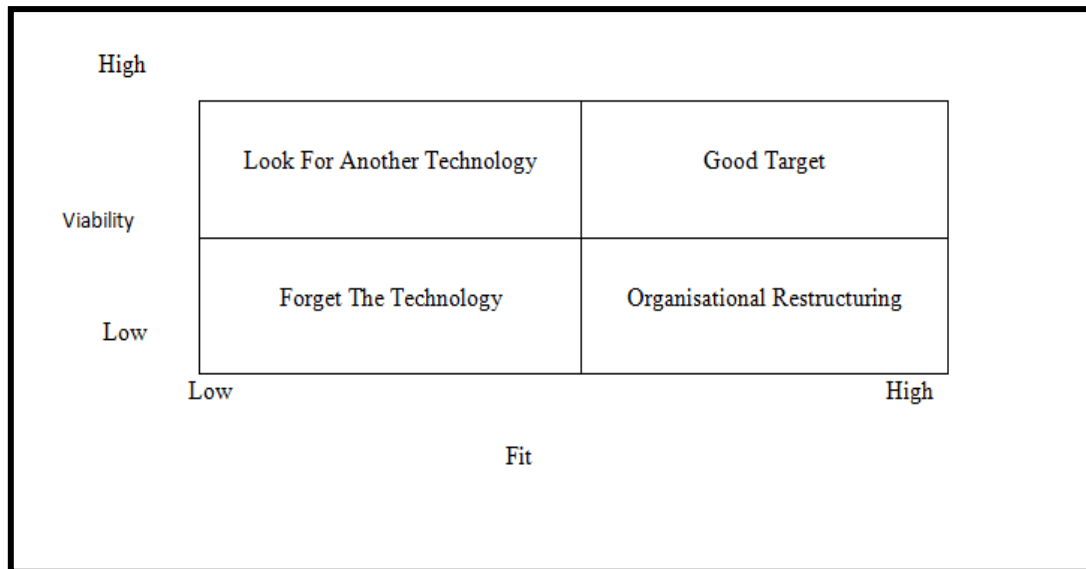 High
Look For Another Technology
Good Target
Viability
Forget The Technology
Organisational Restructuring
Low
Low
High
Fit